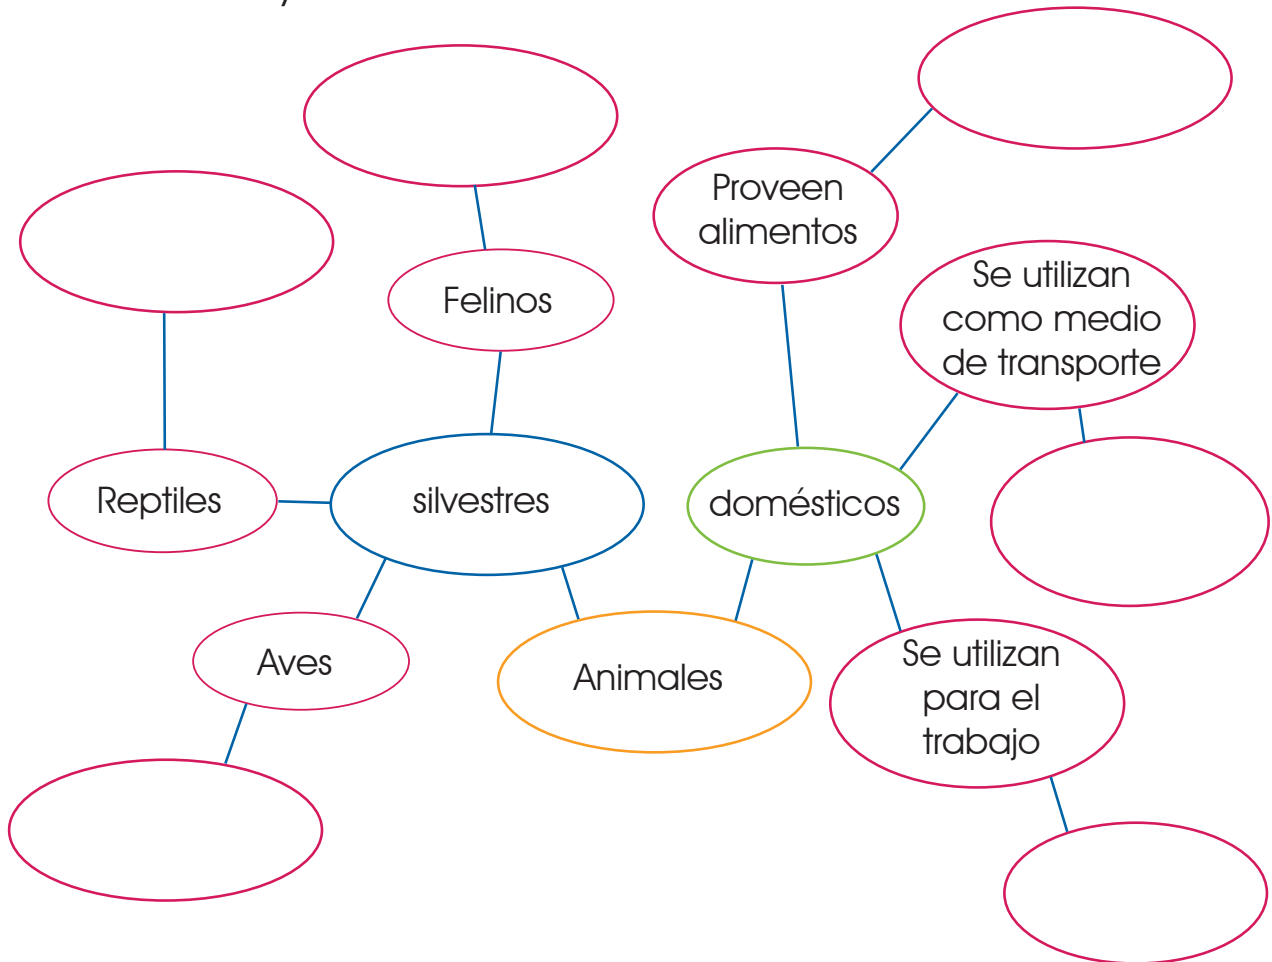 Proveen
alimentos
Se utilizan
como medio
de transporte
Felinos
Reptiles
silvestres
domésticos
Aves
Animales
Se utilizan
para el
trabajo